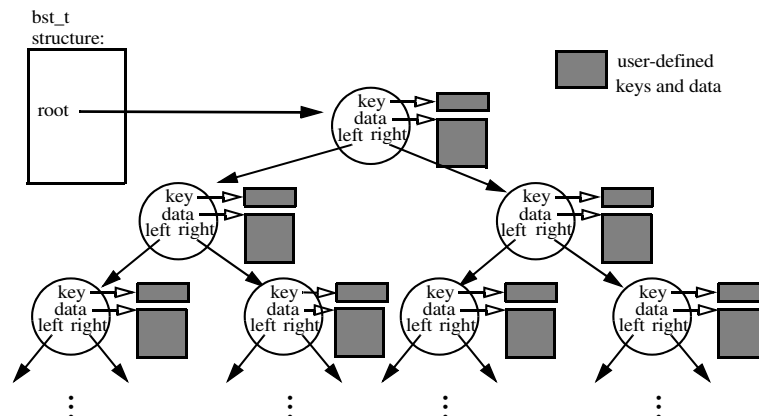 bst_t
structure:
root
user-defined
keys and data
key
data
left right
key
data
left right
key
data
left right
key
data
left right
key
data
left right
key
data
left right
key
data
left right